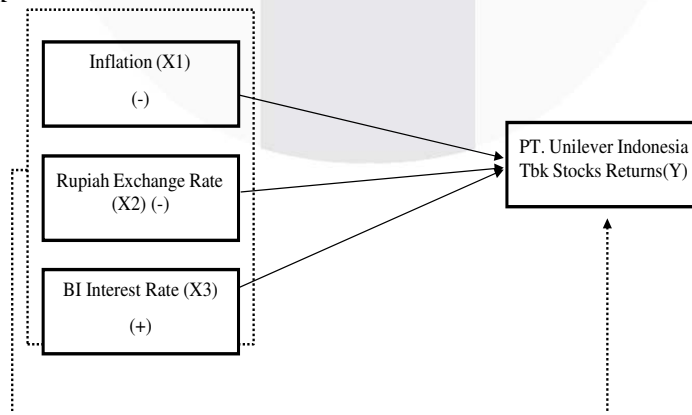 Inflation (X1)
(-)
Rupiah Exchange Rate
(X2) (-)
BI Interest Rate (X3)
(+)
PT. Unilever Indonesia
Tbk Stocks Returns(Y)